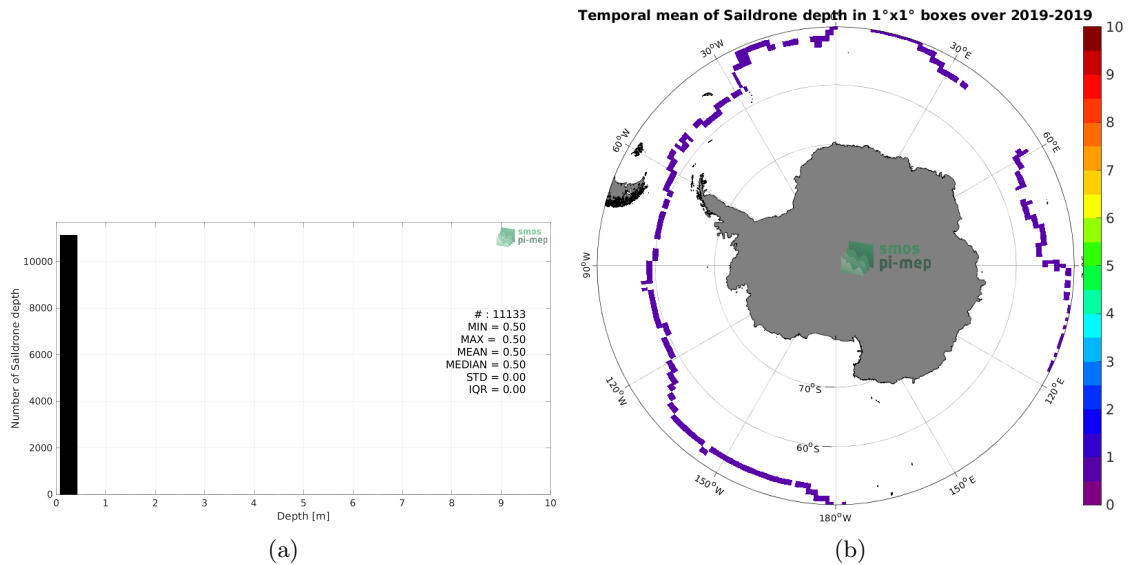 Temporal mean of Saildrone depth in 1°x1° boxes over 2019-2019
Number of Saildrone depth
10000
8000
6000
4000
2000
0
smos
pi-mep
# : 11133
MIN = 0.50
MAX = 0.50
MEAN = 0.50
MEDIAN = 0.50
STD = 0.00
IQR = 0.00
0 1 2 3 4 5 6 7 8 9 10
Depth [m]
(a)
30°W
30°E
60°W
60°E
90°W
smos
pi-mep
120°W
120°E
70°S
60°S
150°W
150°E
180°W
10
9
8
7
6
5
4
3
2
1
0
(b)